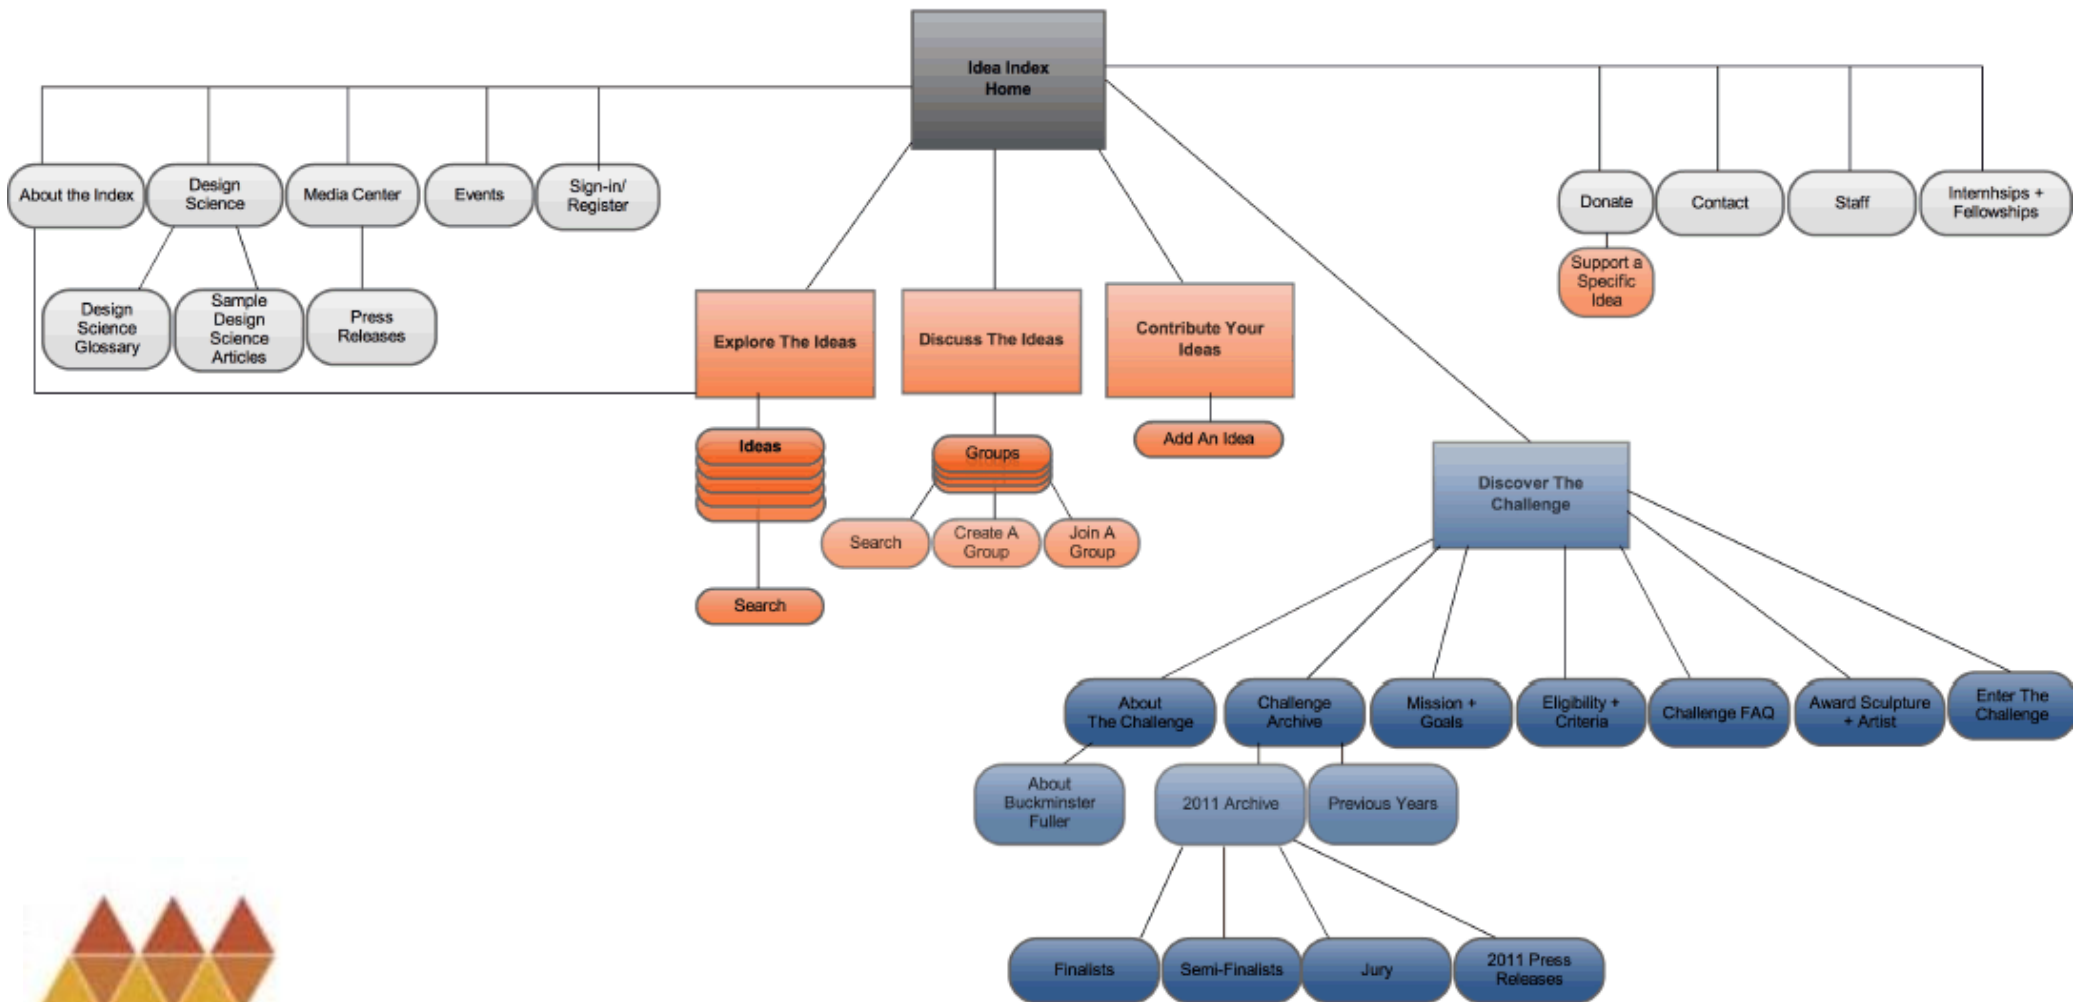 Idea Index
Home
About the Index
Design
Science
Media Center
Events
Sign-in/
Register
Donate
Contact
Staff
Internhsips +
Fellowships
Support a
Specific
Idea
Design
Science
Glossary
Sample
Design
Science
Articles
Press
Releases
Explore The Ideas
Discuss The Ideas
Contribute Your
Ideas
Ideas
Groups
Add An Idea
Search
Create A
Group
Join A
Group
Search
Discover The
Challenge
About
The Challenge
Challenge
Archive
Mission +
Goals
Eligibility +
Criteria
Challenge FAQ
Award Sculpture
+ Artist
Enter The
Challenge
About
Buckminster
Fuller
2011 Archive
Previous Years
Finalists
Semi-Finalists
Jury
2011 Press
Releases